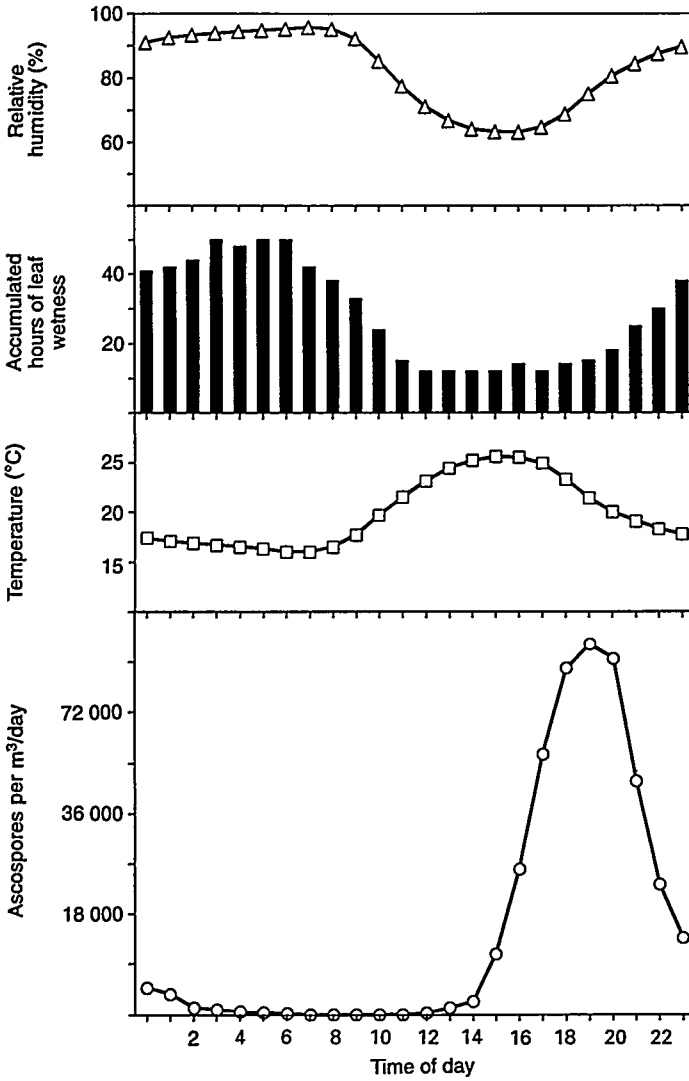 Relative
humidity (%)
100
80
60
Accumulated
hours of leaf
wetness
40
20
Temperature (°C)
25
20
15
Ascospores per m³/day
72 000
36 000
18 000
2 4 6 8 10 12 14 16 18 20 22
Time of day